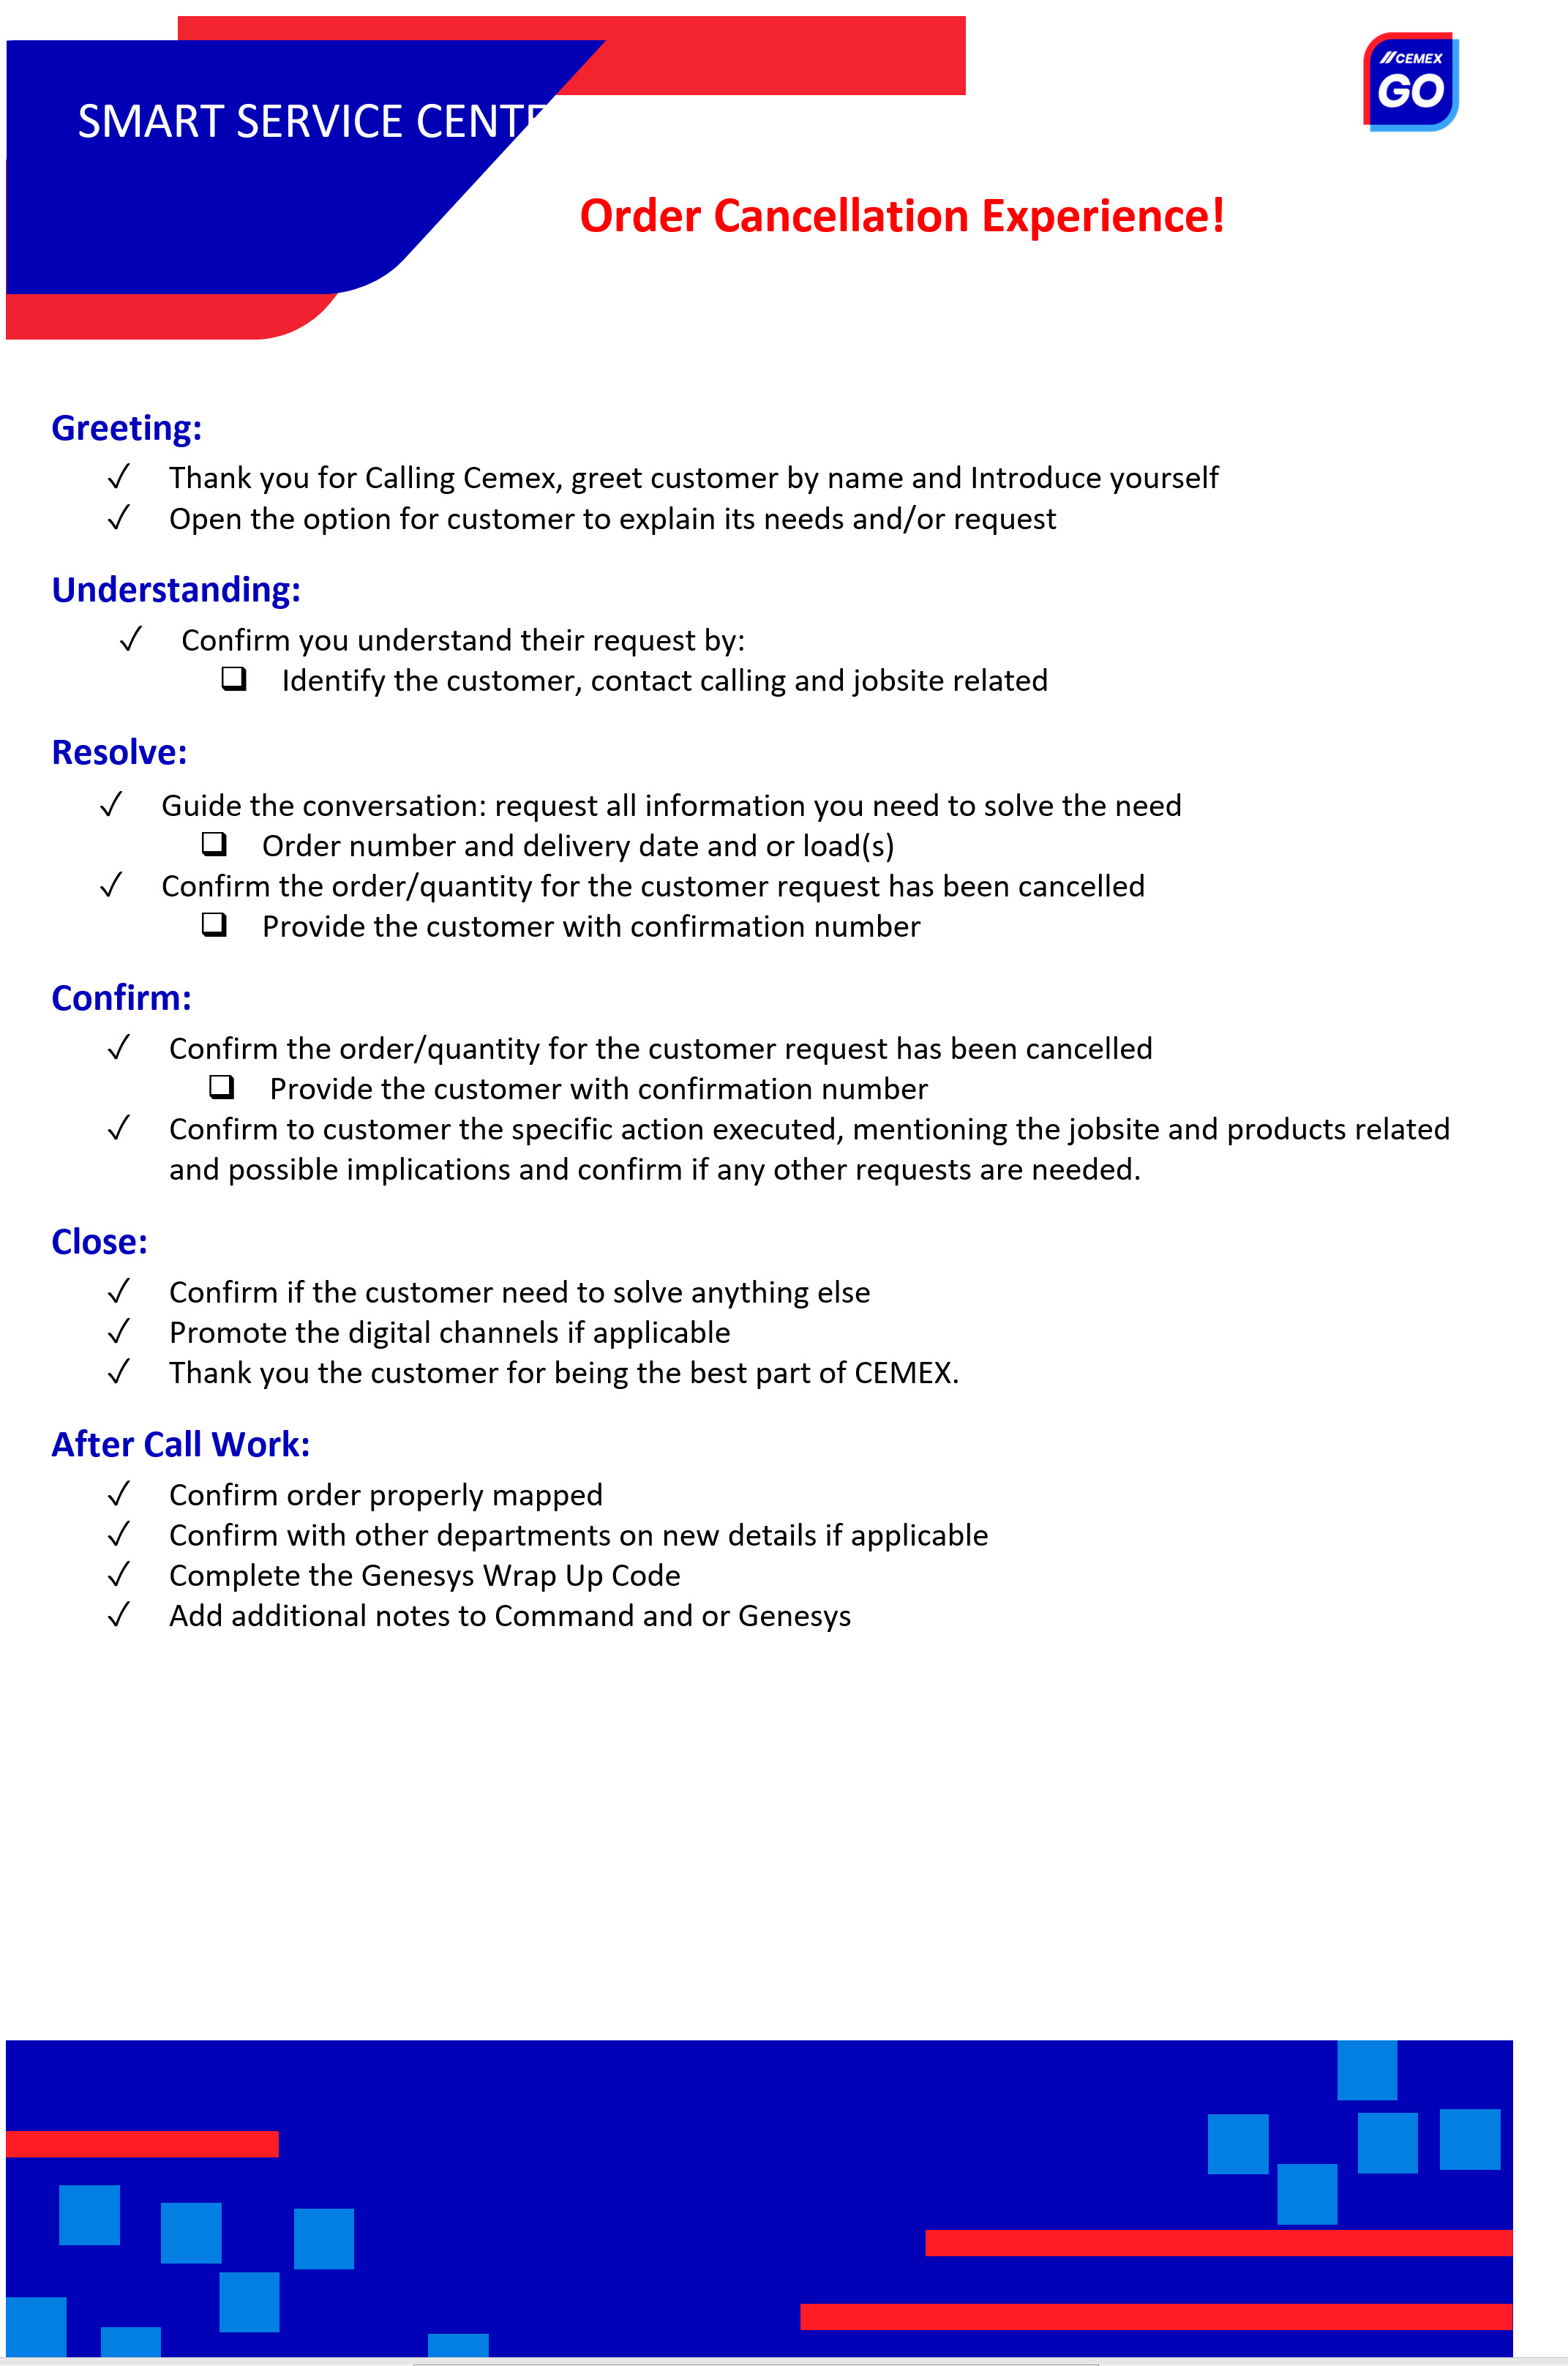 SMART SERVICE CENTE
//CEMEX
GO
Order Cancellation Experience!
Greeting:
✓ Thank you for Calling Cemex, greet customer by name and Introduce yourself
✓ Open the option for customer to explain its needs and/or request
Understanding:
✓ Confirm you understand their request by:
❑ Identify the customer, contact calling and jobsite related
Resolve:
✓ Guide the conversation: request all information you need to solve the need
❑ Order number and delivery date and or load(s)
✓ Confirm the order/quantity for the customer request has been cancelled
❑ Provide the customer with confirmation number
Confirm:
✓ Confirm the order/quantity for the customer request has been cancelled
❑ Provide the customer with confirmation number
✓ Confirm to customer the specific action executed, mentioning the jobsite and products related
and possible implications and confirm if any other requests are needed.
Close:
✓ Confirm if the customer need to solve anything else
✓ Promote the digital channels if applicable
✓ Thank you the customer for being the best part of CEMEX.
After Call Work:
✓ Confirm order properly mapped
✓ Confirm with other departments on new details if applicable
✓ Complete the Genesys Wrap Up Code
✓ Add additional notes to Command and or Genesys